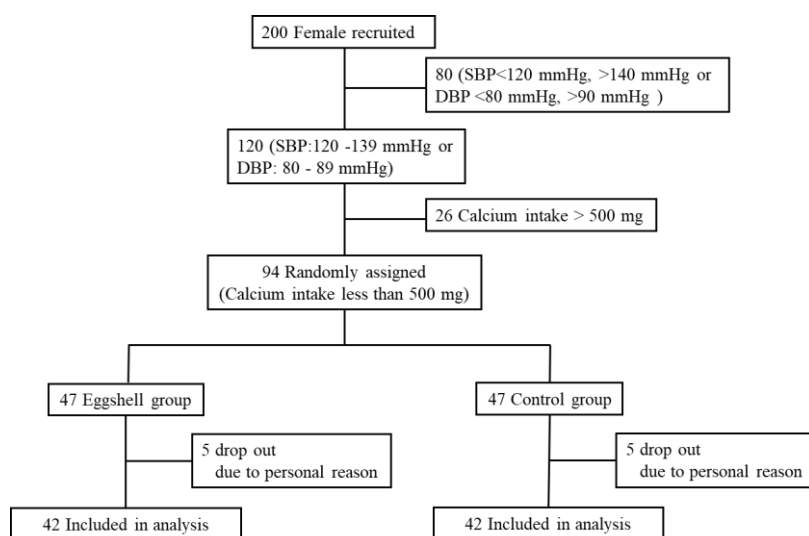 200 Female recruited
80 (SBP<120 mmHg, >140 mmHg or
DBP <80 mmHg, >90 mmHg )
120 (SBP:120 -139 mmHg or
DBP: 80 - 89 mmHg)
26 Calcium intake > 500 mg
94 Randomly assigned
(Calcium intake less than 500 mg)
47 Eggshell group
47 Control group
5 drop out
due to personal reason
5 drop out
due to personal reason
42 Included in analysis
42 Included in analysis